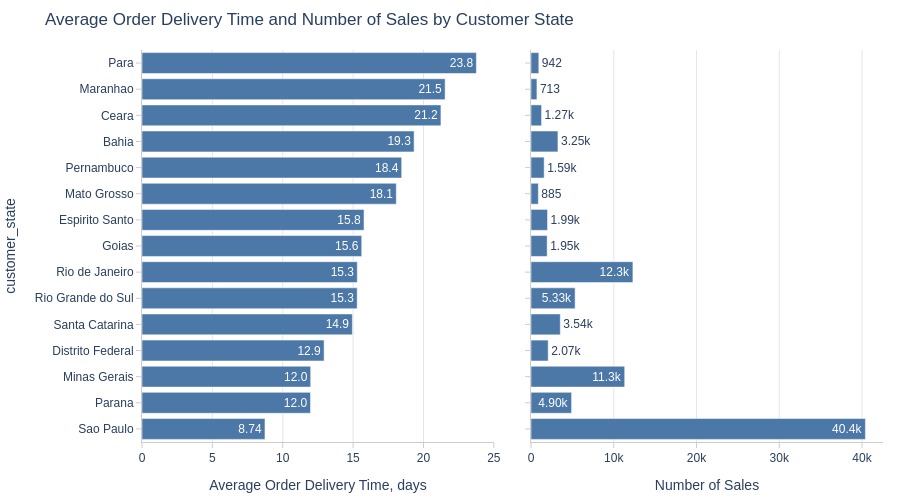 Average Order Delivery Time and Number of Sales by Customer State
customer_state
Para 23.8 942
Maranhao 21.5 713
Ceara 21.2 1.27k
Bahia 19.3 3.25k
Pernambuco 18.4 1.59k
Mato Grosso 18.1 885
Espirito Santo 15.8 1.99k
Goias 15.6 1.95k
Rio de Janeiro 15.3 12.3k
Rio Grande do Sul 15.3 5.33k
Santa Catarina 14.9 3.54k
Distrito Federal 12.9 2.07k
Minas Gerais 12.0 11.3k
Parana 12.0 4.90k
Sao Paulo 8.74 40.4k
0 5 10 15 20 25 0 10k 20k 30k 40k
Average Order Delivery Time, days Number of Sales